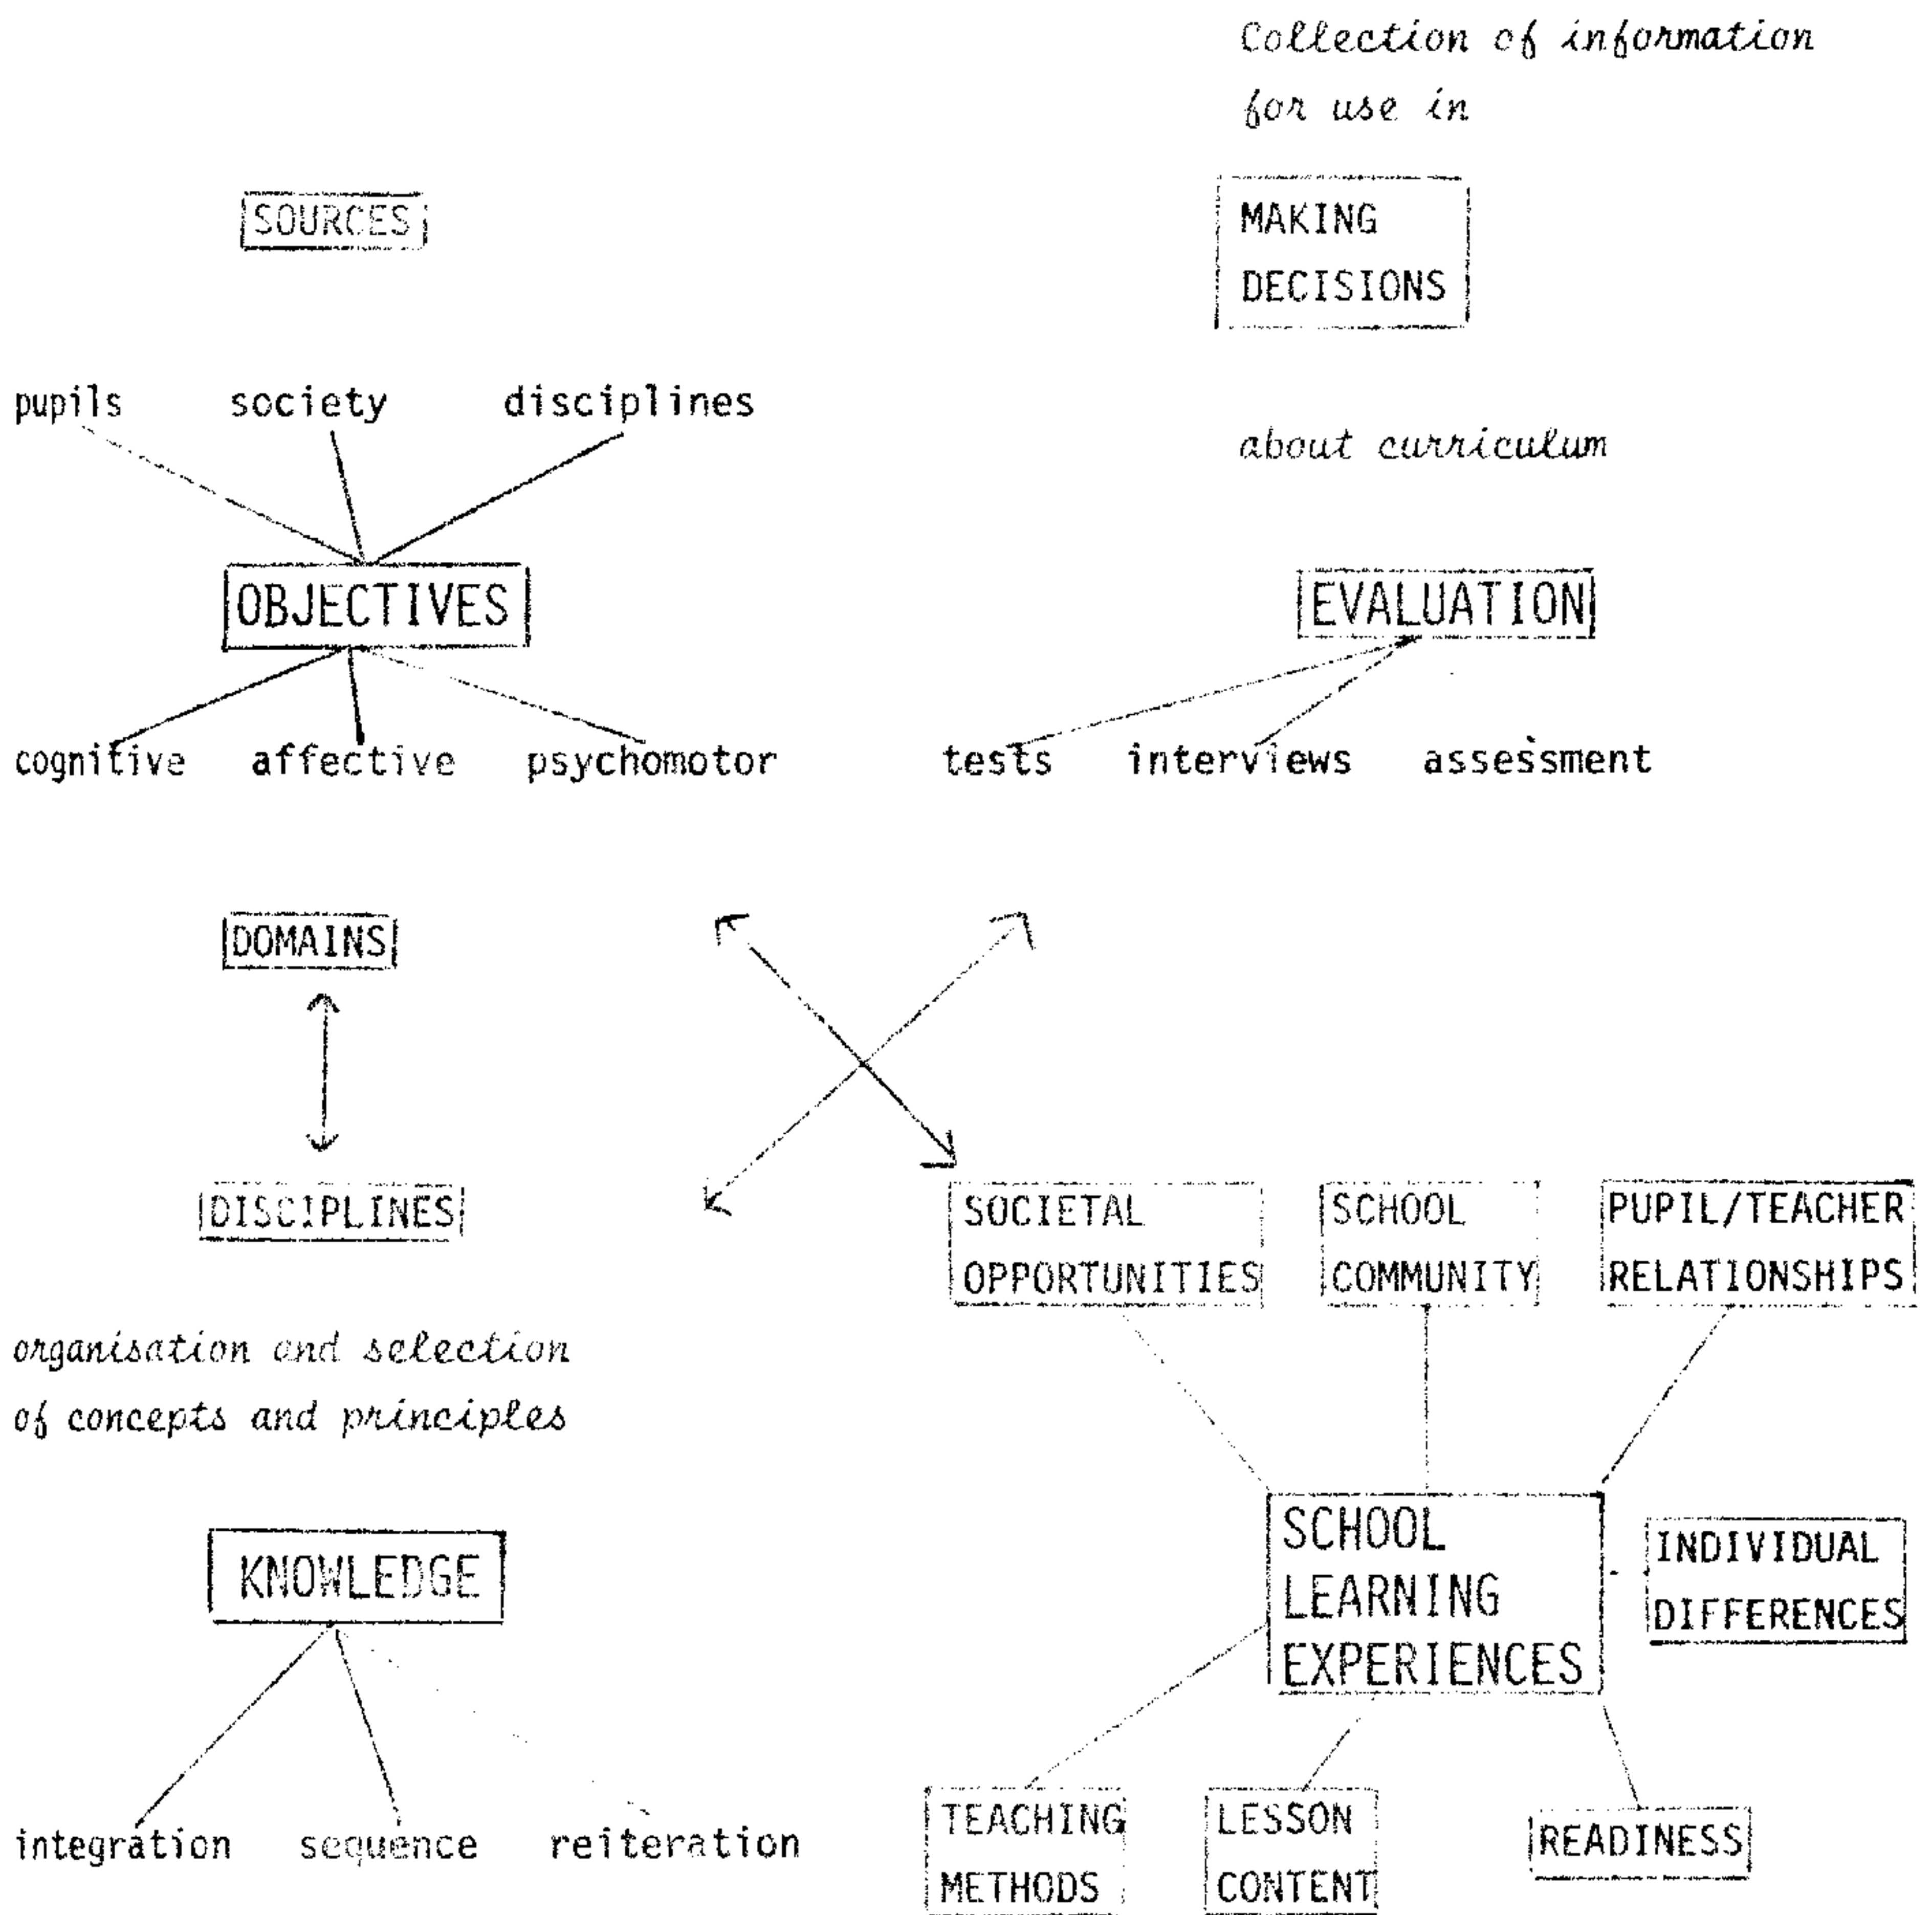 Collection of information
for use in
SOURCES
MAKING
DECISIONS
pupils society disciplines
about curriculum
OBJECTIVES
EVALUATION
cognitive affective psychomotor
tests interviews assessment
DOMAINS
DISCIPLINES
SOCIETAL
OPPORTUNITIES
SCHOOL
COMMUNITY
PUPIL/TEACHER
RELATIONSHIPS
organisation and selection
of concepts and principles
KNOWLEDGE
SCHOOL
LEARNING
EXPERIENCES
INDIVIDUAL
DIFFERENCES
integration sequence reiteration
TEACHING
METHODS
LESSON
CONTENT
READINESS